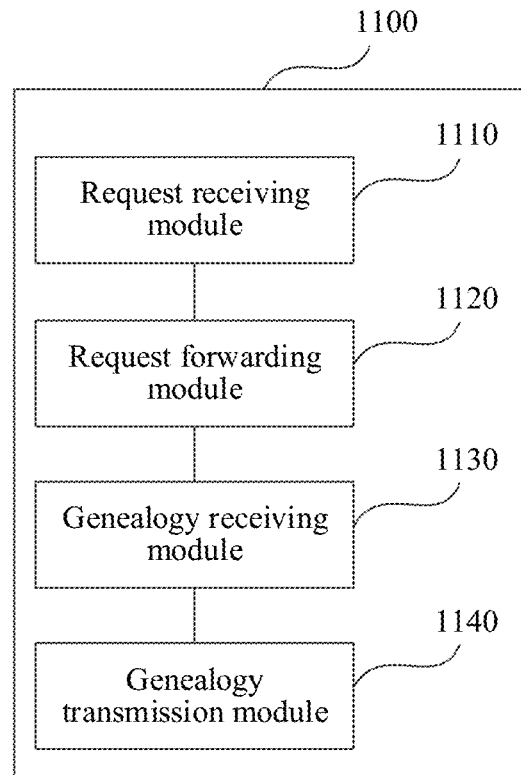 1100
1110
Request receiving
module
1120
Request forwarding
module
1130
Genealogy receiving
module
1140
Genealogy
transmission module